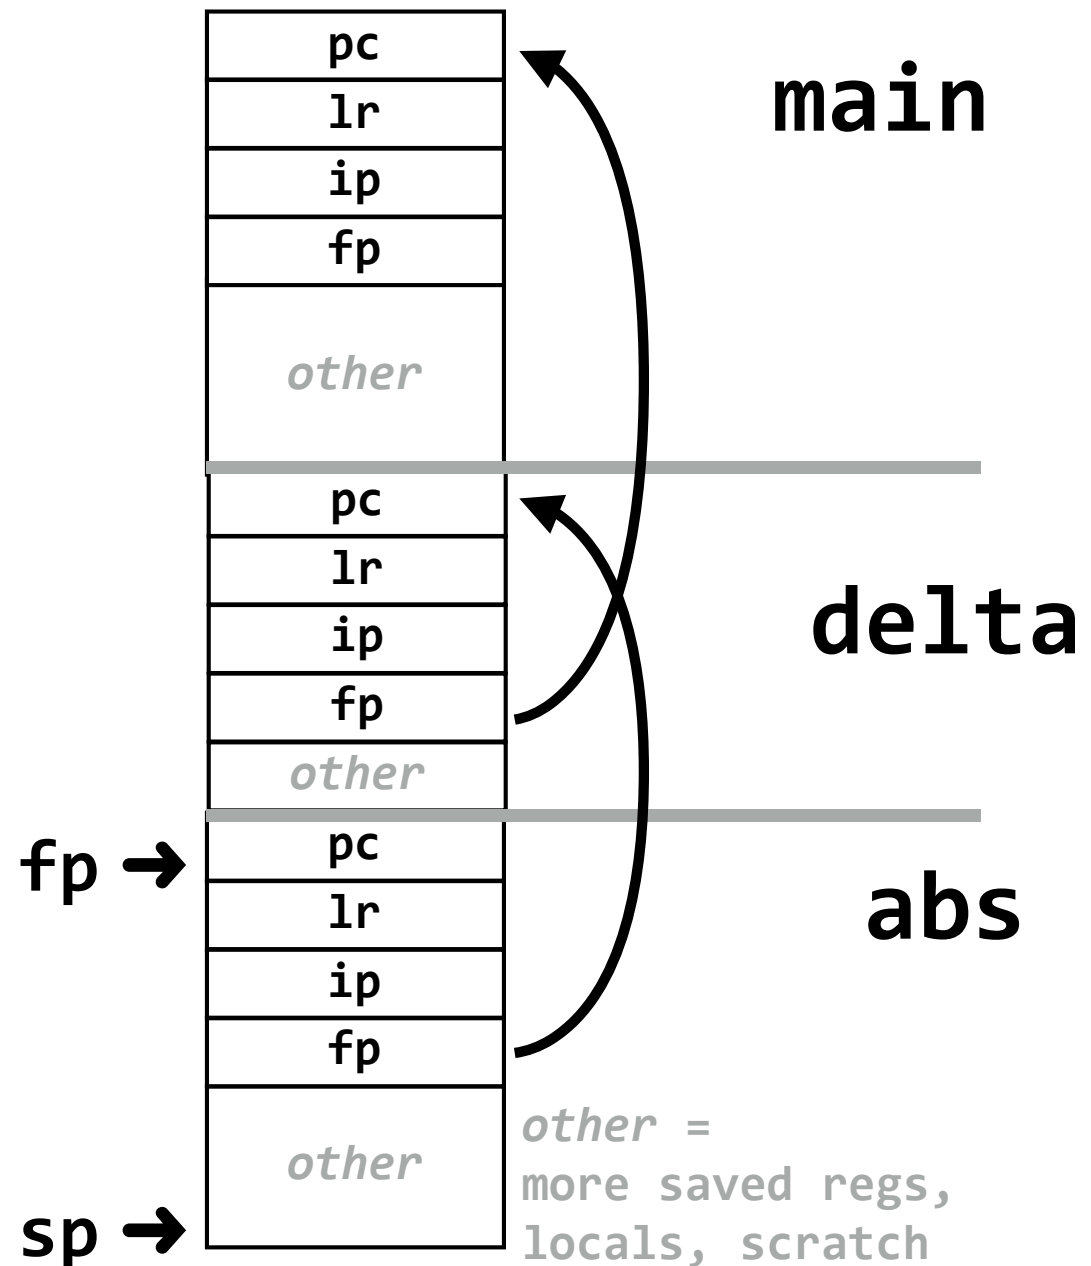 pc
main
lr
ip
fp
other
pc
lr
delta
ip
fp
other
pc
fp
abs
lr
ip
fp
other =
other
more saved regs,
sp
locals, scratch